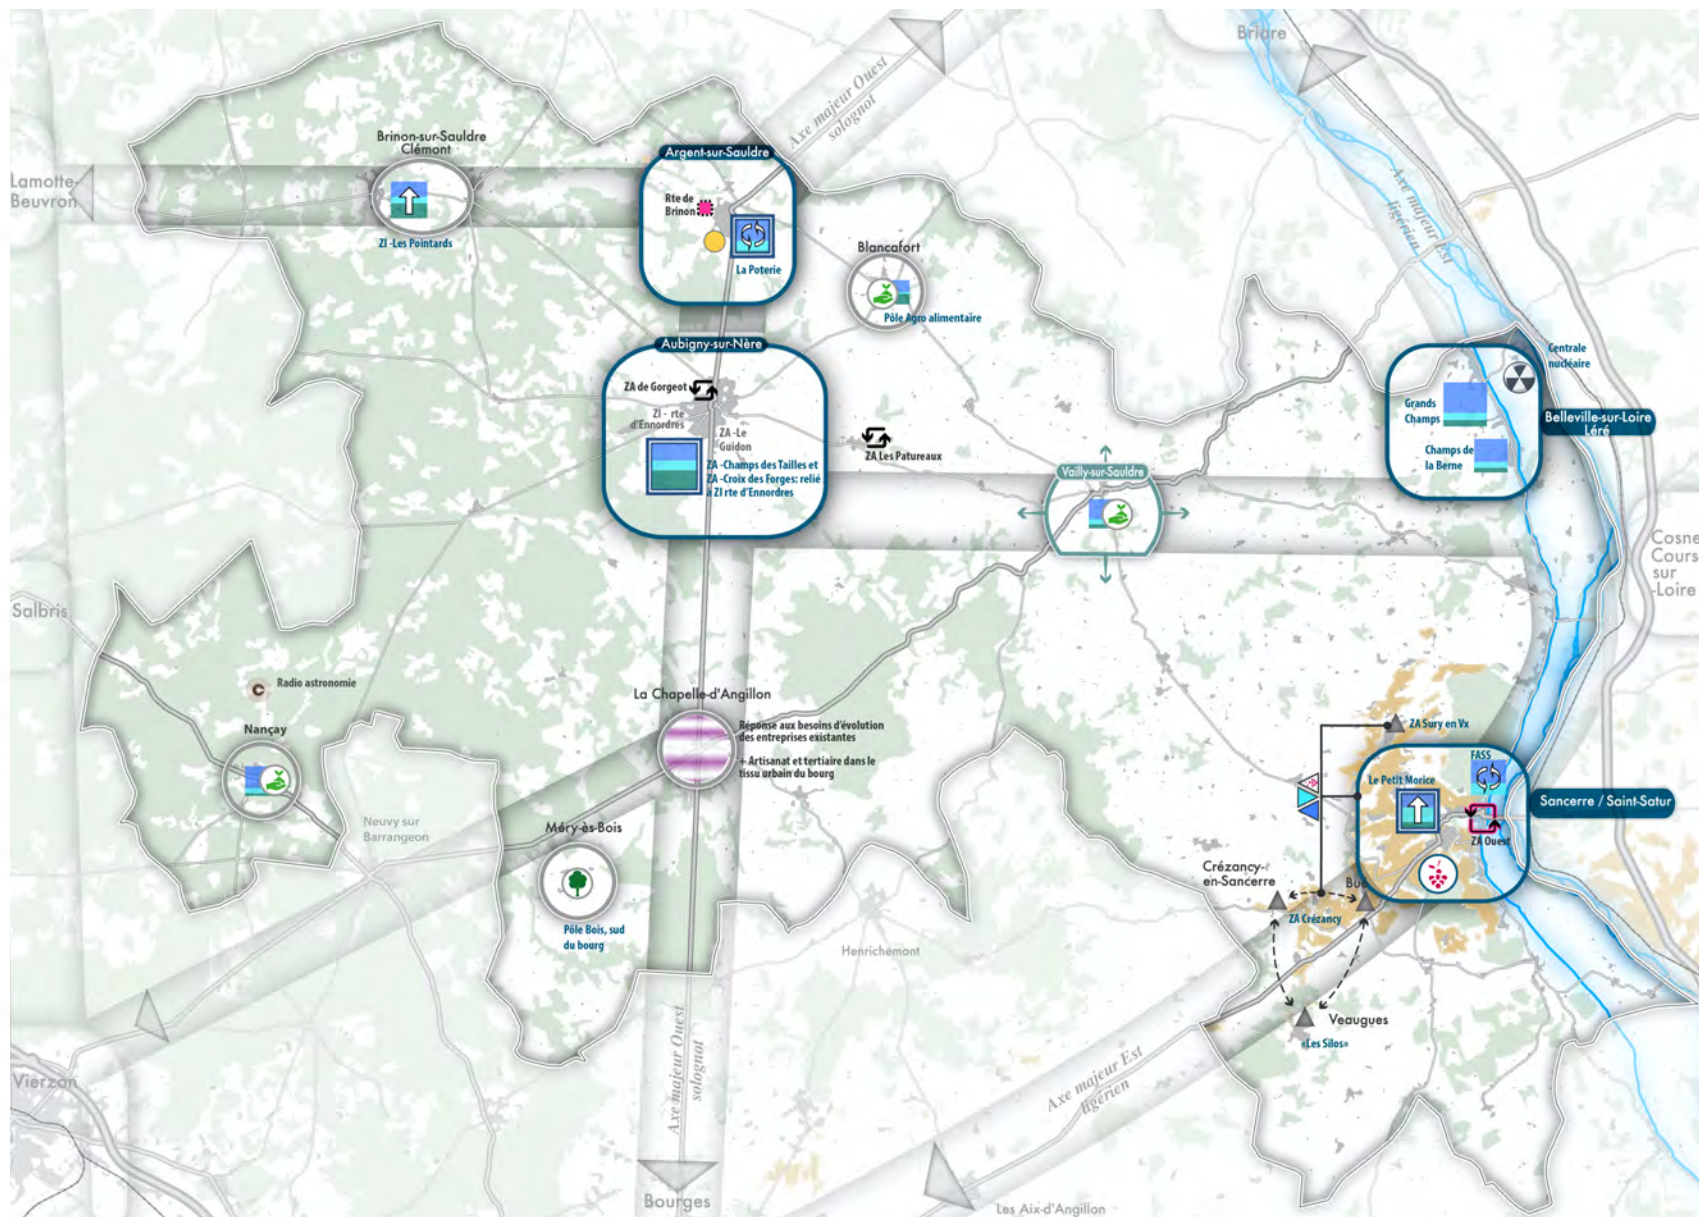 Briare
Axe majeur Ouest
solognot
Brinon-sur-Sauldre
Clémont
Argent-sur-Sauldre
Lamotte-
Beuvron
Rte de
Brinon
ZI -Les Pointards
La Poterie
Blancafort
Pôle Agro alimentaire
Axe majeur Est
ligérien
Aubigny-sur-Nère
ZA de Gorgeot
ZI - rte
d'Ennordres
ZA -Le
Guidon
ZA -Champs des Tailles et
ZA -Croix des Forges: relié
à ZI rte d'Ennordres
ZA Les Patureaux
Vailly-sur-Sauldre
Centrale
nucléaire
Grands
Champs
Belleville-sur-Loire
Léré
Champs de
la Berne
Cosne
Cours
sur
-Loire
Salbris
Radio astronomie
Nançay
La Chapelle-d'Angillon
Réponse aux besoins d'évolution
des entreprises existantes
+ Artisanat et tertiaire dans le
tissu urbain du bourg
ZA Sury en Vx
FASS
Le Petit Morice
Sancerre / Saint-Satur
ZA Ouest
Neuvy sur
Barrangeon
Méry-ès-Bois
Pôle Bois, sud
du bourg
Crézancy-
en-Sancerre
Bué
ZA Crézancy
Henrichemont
Veaugues
«Les Silos»
Axe majeur Ouest
solognot
Axe majeur Est
ligérien
Vierzon
Bourges
Les Aix-d'Angillon